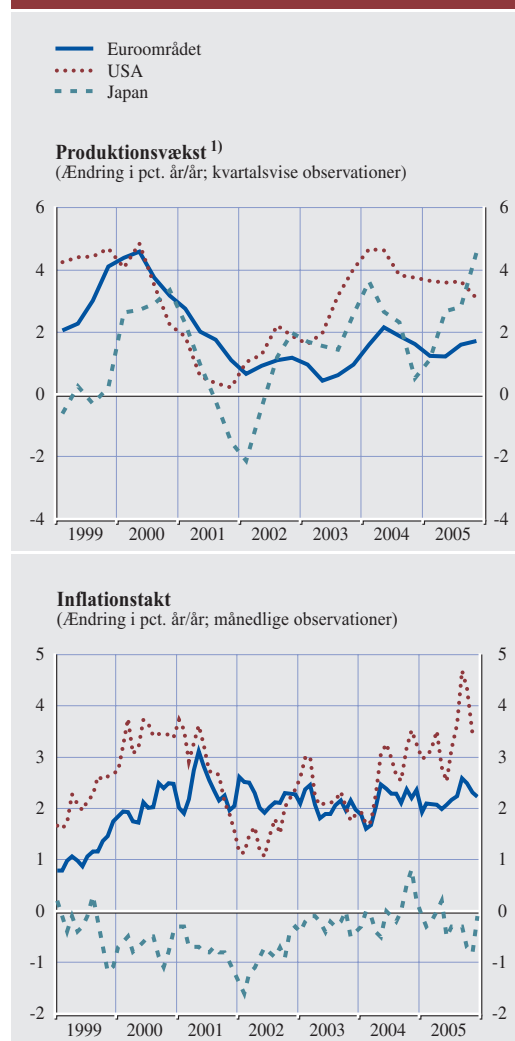 Euroområdet
USA
Japan
Produktionsvækst 1)
(Ændring i pct. år/år; kvartalsvise observationer)
6 6
4 4
2 2
0 0
-2 -2
-4 -4
1999 2000 2001 2002 2003 2004 2005
Inflationstakt
(Ændring i pct. år/år; månedlige observationer)
5 5
4 4
3 3
2 2
1 1
0 0
-1 -1
-2 -2
1999 2000 2001 2002 2003 2004 2005